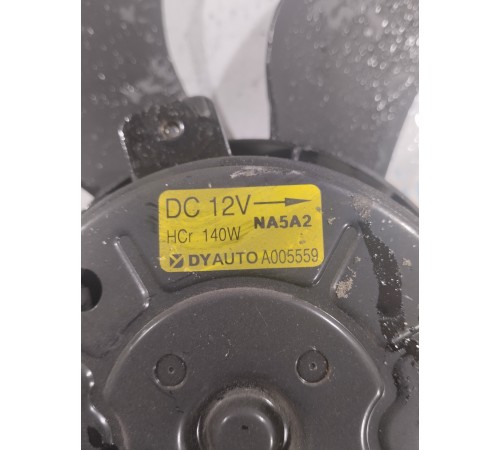 DC 12V →
HCr 140W NA5A2
DYAUTO A005559